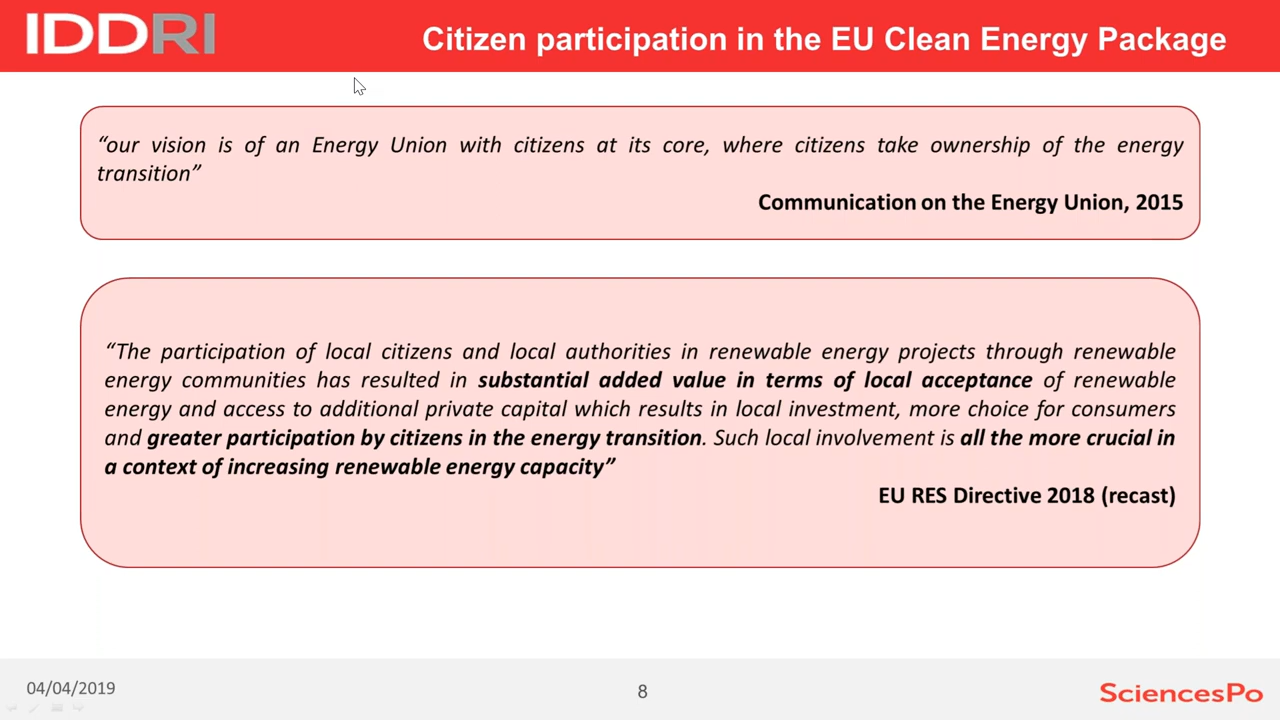 IDDRI
Citizen participation in the EU Clean Energy Package
“our vision is of an Energy Union with citizens at its core, where citizens take ownership of the energy
transition”
Communication on the Energy Union, 2015
“The participation of local citizens and local authorities in renewable energy projects through renewable
energy communities has resulted in substantial added value in terms of local acceptance of renewable
energy and access to additional private capital which results in local investment, more choice for consumers
and greater participation by citizens in the energy transition. Such local involvement is all the more crucial in
a context of increasing renewable energy capacity”
EU RES Directive 2018 (recast)
04/04/2019
8
SciencesPo